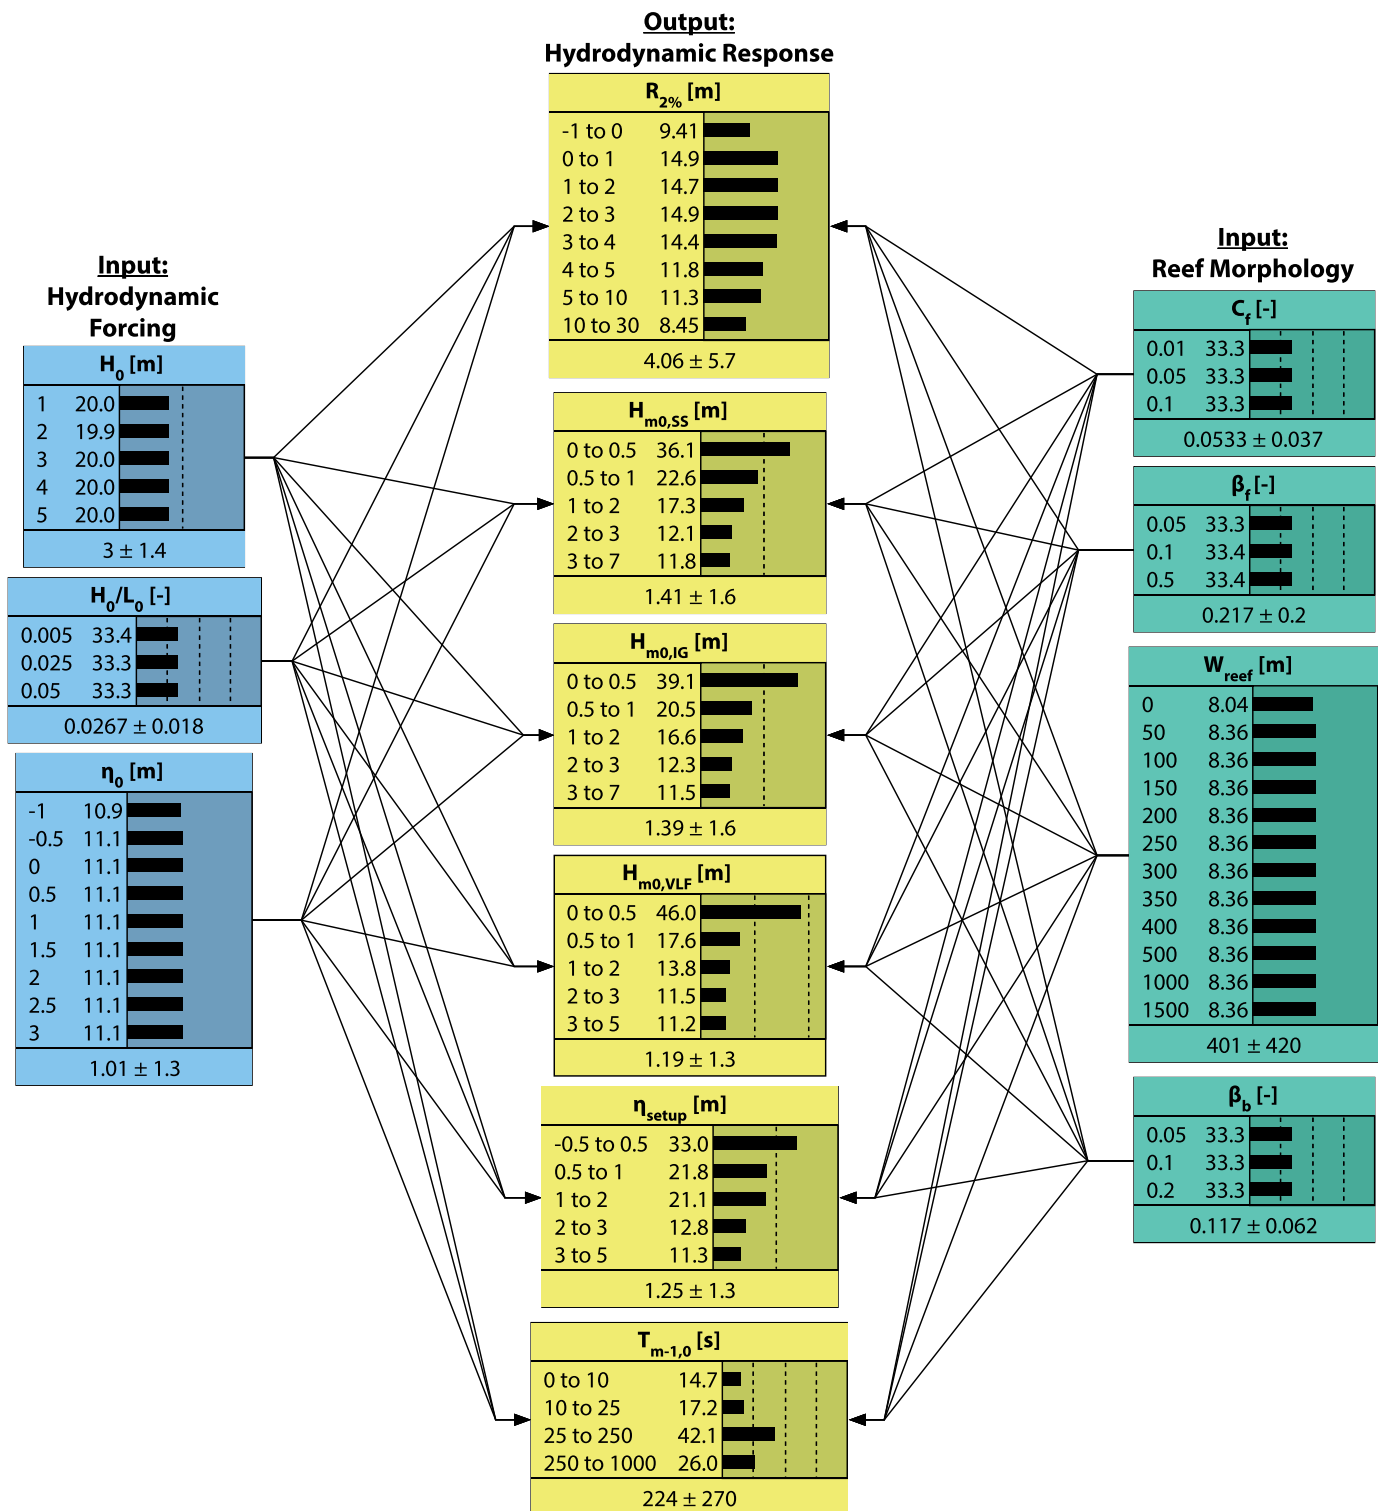 Output:
Hydrodynamic Response
R2% [m]
-1 to 0 9.41
0 to 1 14.9
1 to 2 14.7
2 to 3 14.9
3 to 4 14.4
4 to 5 11.8
5 to 10 11.3
10 to 30 8.45
4.06 ± 5.7
Hm0,SS [m]
0 to 0.5 36.1
0.5 to 1 22.6
1 to 2 17.3
2 to 3 12.1
3 to 7 11.8
1.41 ± 1.6
Hm0,IG [m]
0 to 0.5 39.1
0.5 to 1 20.5
1 to 2 16.6
2 to 3 12.3
3 to 7 11.5
1.39 ± 1.6
Hm0,VLF [m]
0 to 0.5 46.0
0.5 to 1 17.6
1 to 2 13.8
2 to 3 11.5
3 to 5 11.2
1.19 ± 1.3
ηsetup [m]
-0.5 to 0.5 33.0
0.5 to 1 21.8
1 to 2 21.1
2 to 3 12.8
3 to 5 11.3
1.25 ± 1.3
Tm-1,0 [s]
0 to 10 14.7
10 to 25 17.2
25 to 250 42.1
250 to 1000 26.0
224 ± 270
Input:
Hydrodynamic
Forcing
H0 [m]
1 20.0
2 19.9
3 20.0
4 20.0
5 20.0
3 ± 1.4
H0/L0 [-]
0.005 33.4
0.025 33.3
0.05 33.3
0.0267 ± 0.018
η0 [m]
-1 10.9
-0.5 11.1
0 11.1
0.5 11.1
1 11.1
1.5 11.1
2 11.1
2.5 11.1
3 11.1
1.01 ± 1.3
Input:
Reef Morphology
Cf [-]
0.01 33.3
0.05 33.3
0.1 33.3
0.0533 ± 0.037
βf [-]
0.05 33.3
0.1 33.4
0.5 33.4
0.217 ± 0.2
Wreef [m]
0 8.04
50 8.36
100 8.36
150 8.36
200 8.36
250 8.36
300 8.36
350 8.36
400 8.36
500 8.36
1000 8.36
1500 8.36
401 ± 420
βb [-]
0.05 33.3
0.1 33.3
0.2 33.3
0.117 ± 0.062